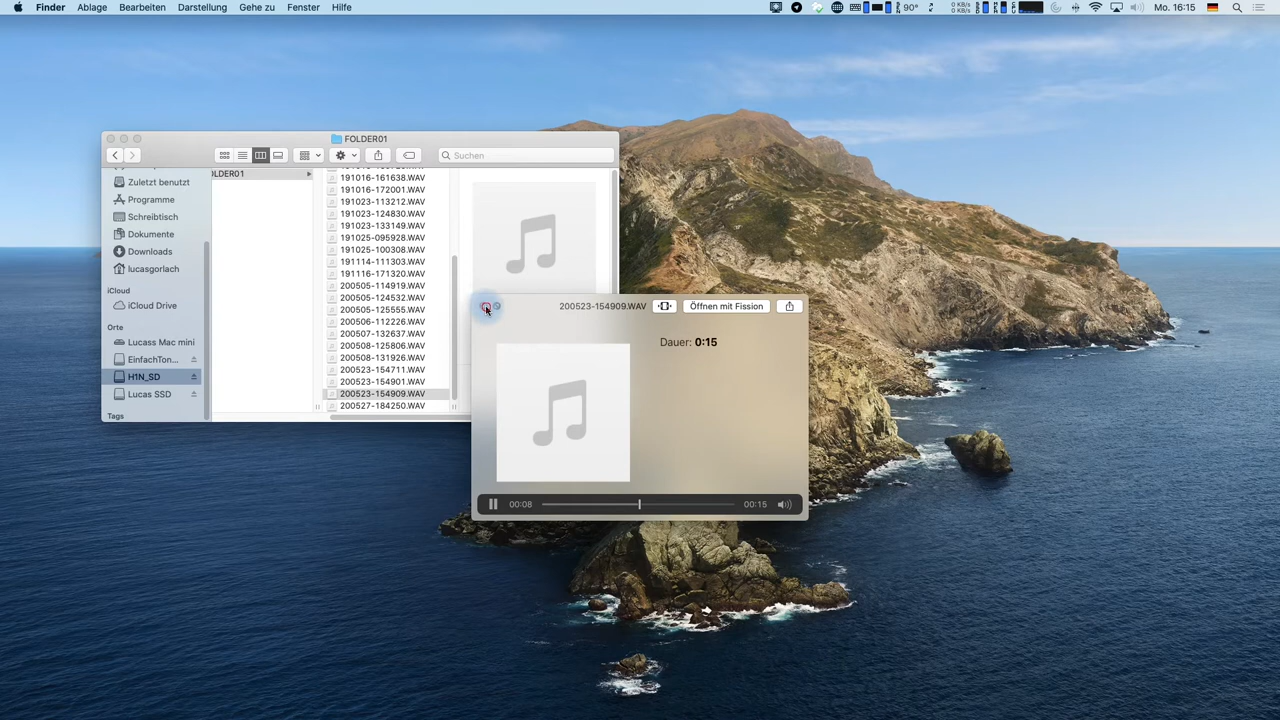 Finder Ablage Bearbeiten Darstellung Gehe zu Fenster Hilfe
90° 0 KB/s 0 KB/s Mo. 16:15
FOLDER01
Suchen
Zuletzt benutzt
Programme
Schreibtisch
Dokumente
Downloads
lucasgorlach
iCloud
iCloud Drive
Orte
Lucass Mac mini
EinfachTon...
H1N_SD
Lucas SSD
Tags
OLDER01
191016-161638.WAV
191016-172001.WAV
191023-113212.WAV
191023-124830.WAV
191023-133149.WAV
191025-095928.WAV
191025-100308.WAV
191114-111303.WAV
191116-171320.WAV
200505-114919.WAV
200505-124532.WAV
200505-125555.WAV
200506-112226.WAV
200507-132637.WAV
200508-125806.WAV
200508-131926.WAV
200523-154711.WAV
200523-154901.WAV
200523-154909.WAV
200527-184250.WAV
200523-154909.WAV Öffnen mit Fission
Dauer: 0:15
00:08 00:15